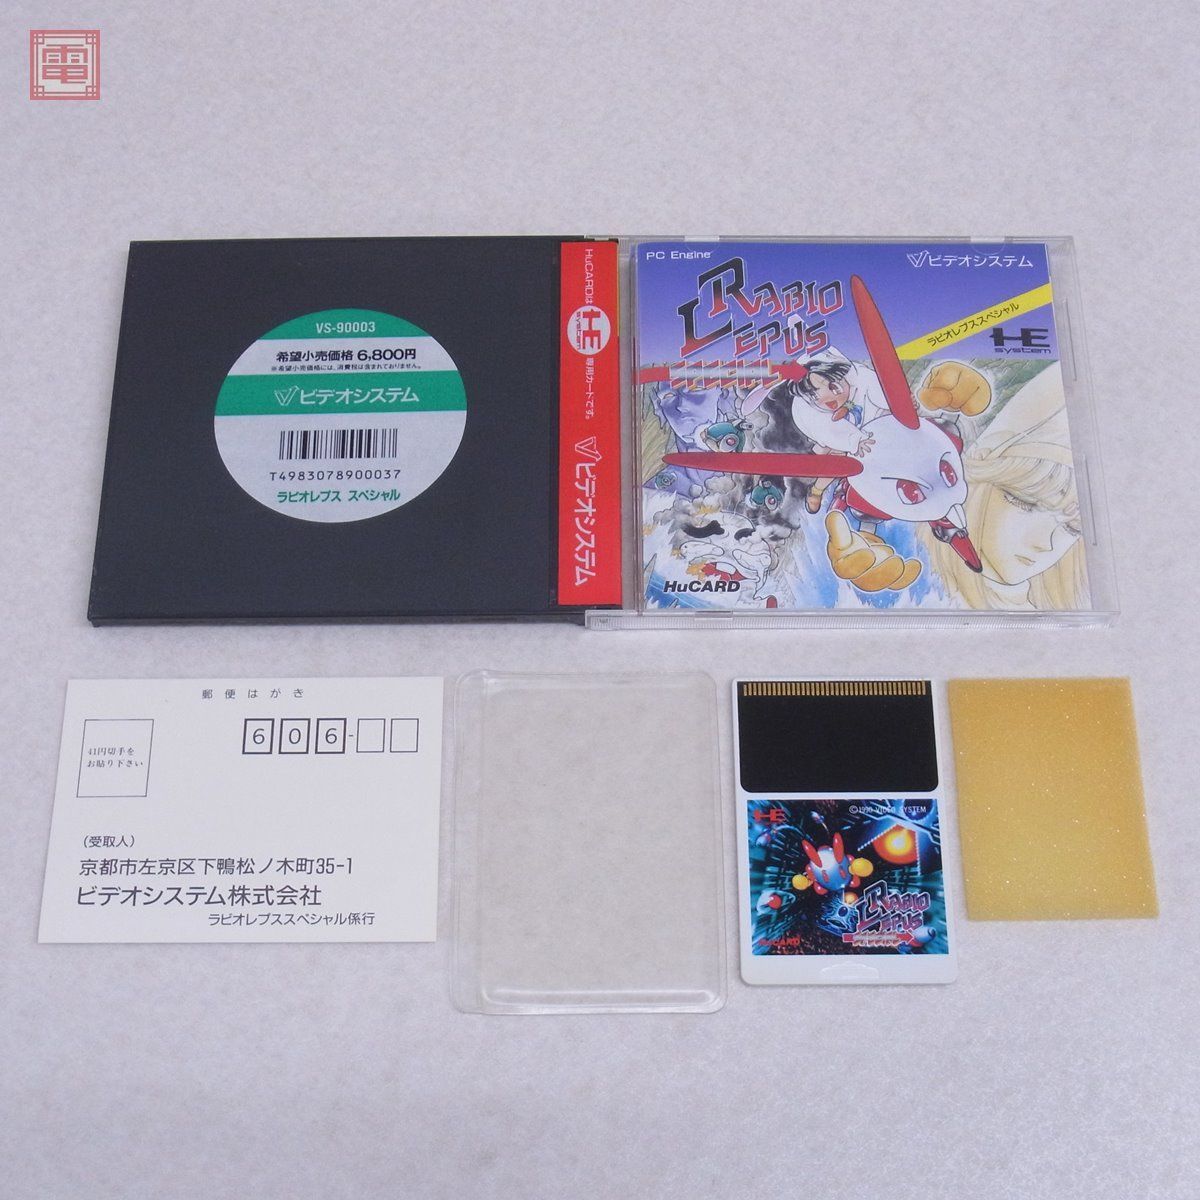 電
VS-90003
希望小売価格 6,800円
※希望小売価格には、消費税は含まれておりません。
ビデオシステム
T4983078900037
ラビオレプス スペシャル
HuCARDは
HE
system
専用カードです。
ビデオシステム
PC Engine
ビデオシステム
RABIO
LEPUS
SPECIAL
ラビオレプススペシャル
HE
system
HuCARD
郵便はがき
41円切手を
お貼り下さい
606-
(受取人)
京都市左京区下鴨松ノ木町35-1
ビデオシステム株式会社
ラビオレプススペシャル係行
HE
©1990 VIDEO SYSTEM
RABIO
LEPUS
SPECIAL
HuCARD